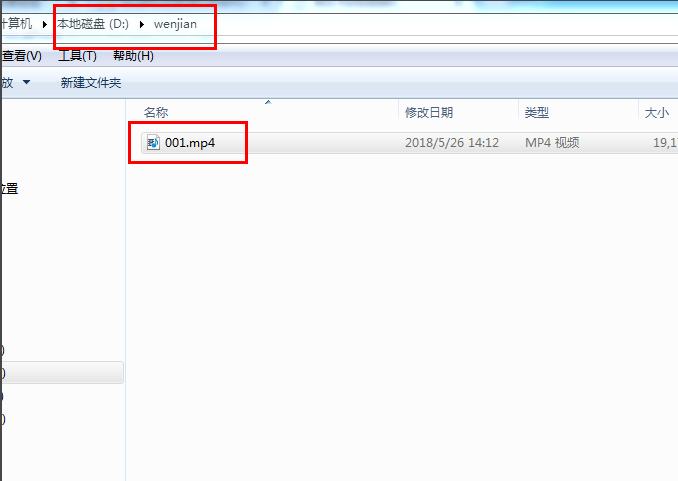 计算机 本地磁盘 (D:) wenjian
查看(V) 工具(T) 帮助(H)
放 新建文件夹
名称 修改日期 类型 大小
001.mp4 2018/5/26 14:12 MP4 视频 19,1
位置
)
)
)
)